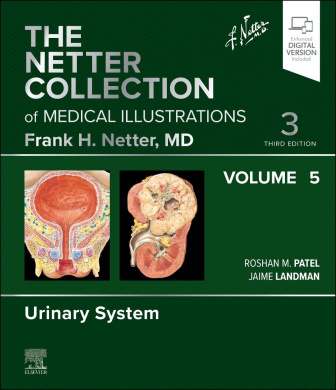 THE
NETTER
COLLECTION
of MEDICAL ILLUSTRATIONS
Frank H. Netter, MD
Enhanced
DIGITAL
VERSION
Included
3
THIRD EDITION
VOLUME 5
ROSHAN M. PATEL
JAIME LANDMAN
Urinary System
ELSEVIER